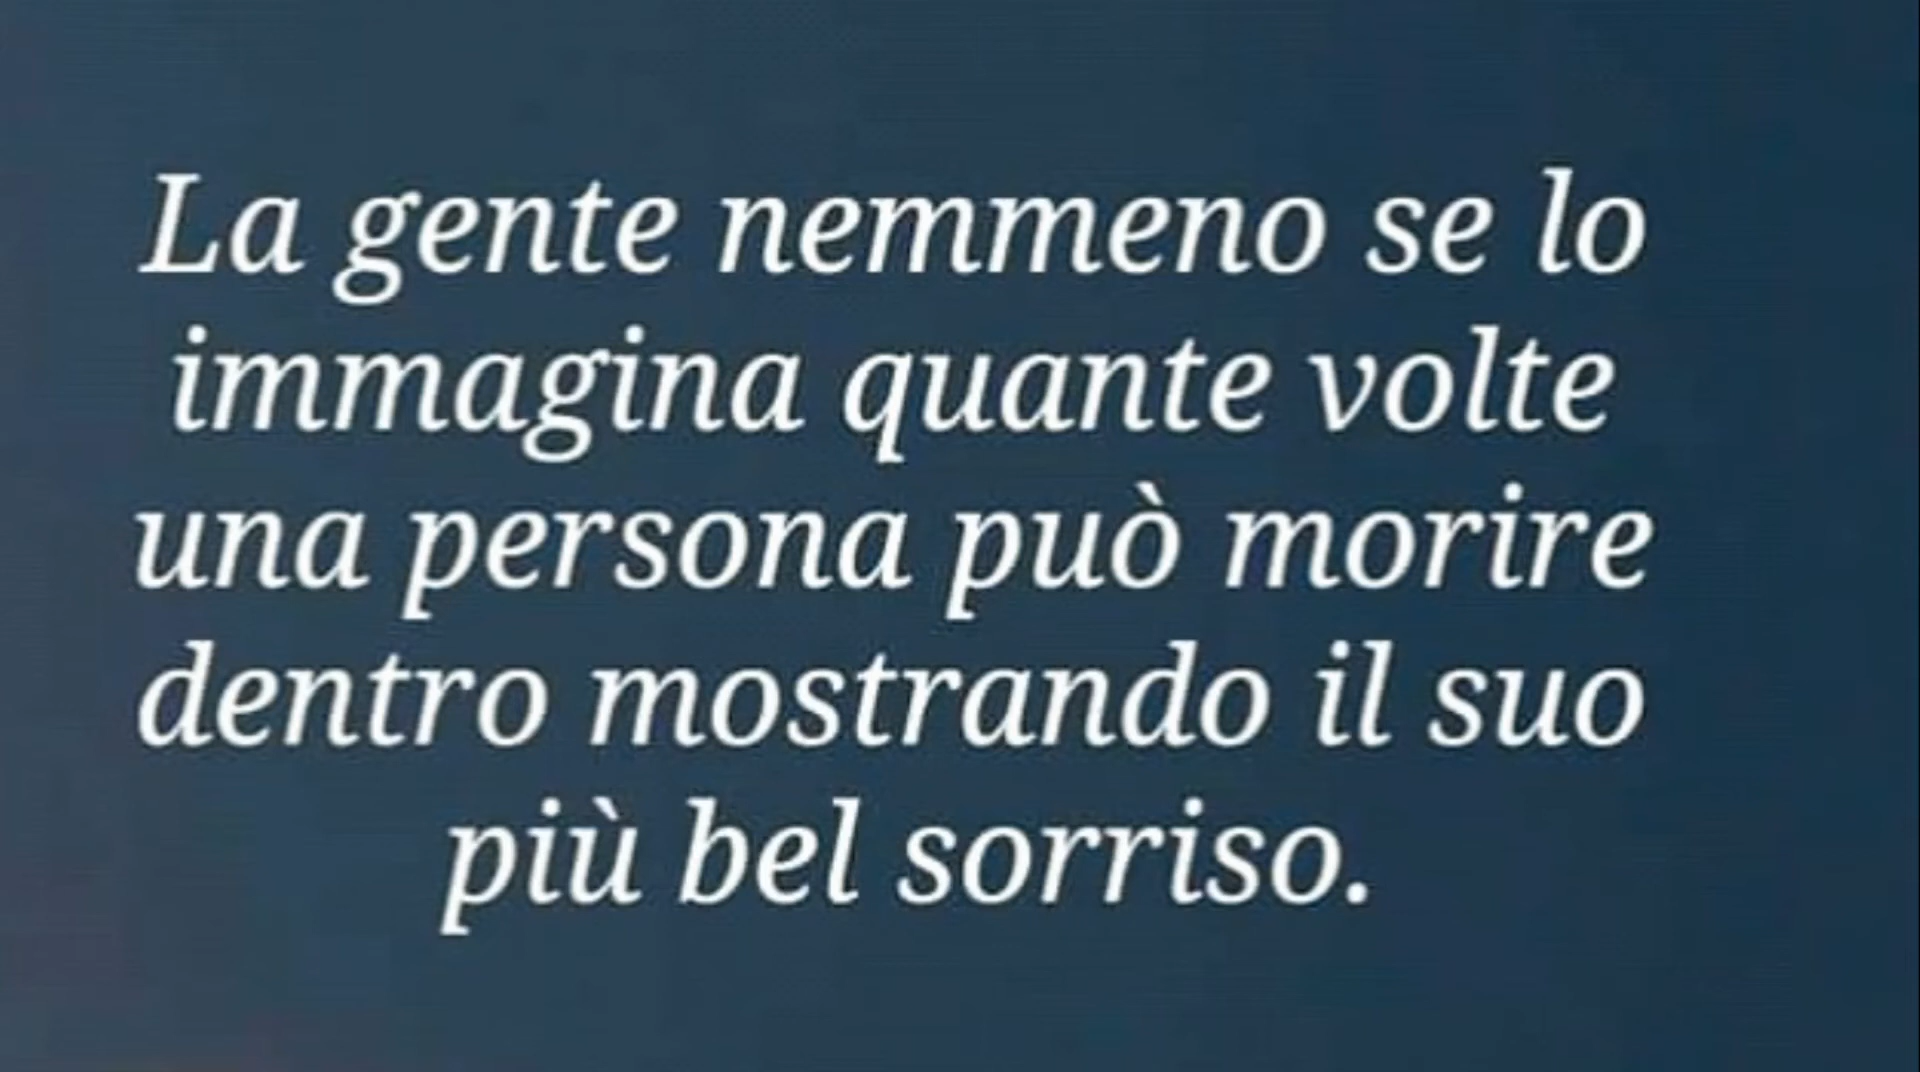 La gente nemmeno se lo
immagina quante volte
una persona può morire
dentro mostrando il suo
più bel sorriso.